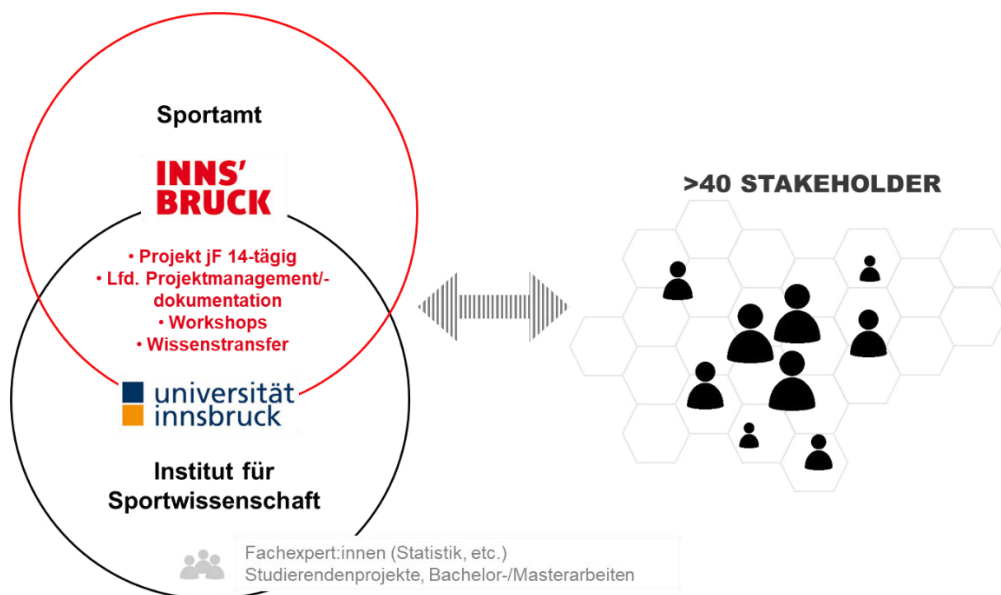 Sportamt
INNS'
BRUCK
• Projekt jF 14-tägig
• Lfd. Projektmanagement/-
dokumentation
• Workshops
• Wissenstransfer
universität
innsbruck
Institut für
Sportwissenschaft
Fachexpert:innen (Statistik, etc.)
Studierendenprojekte, Bachelor-/Masterarbeiten
>40 STAKEHOLDER